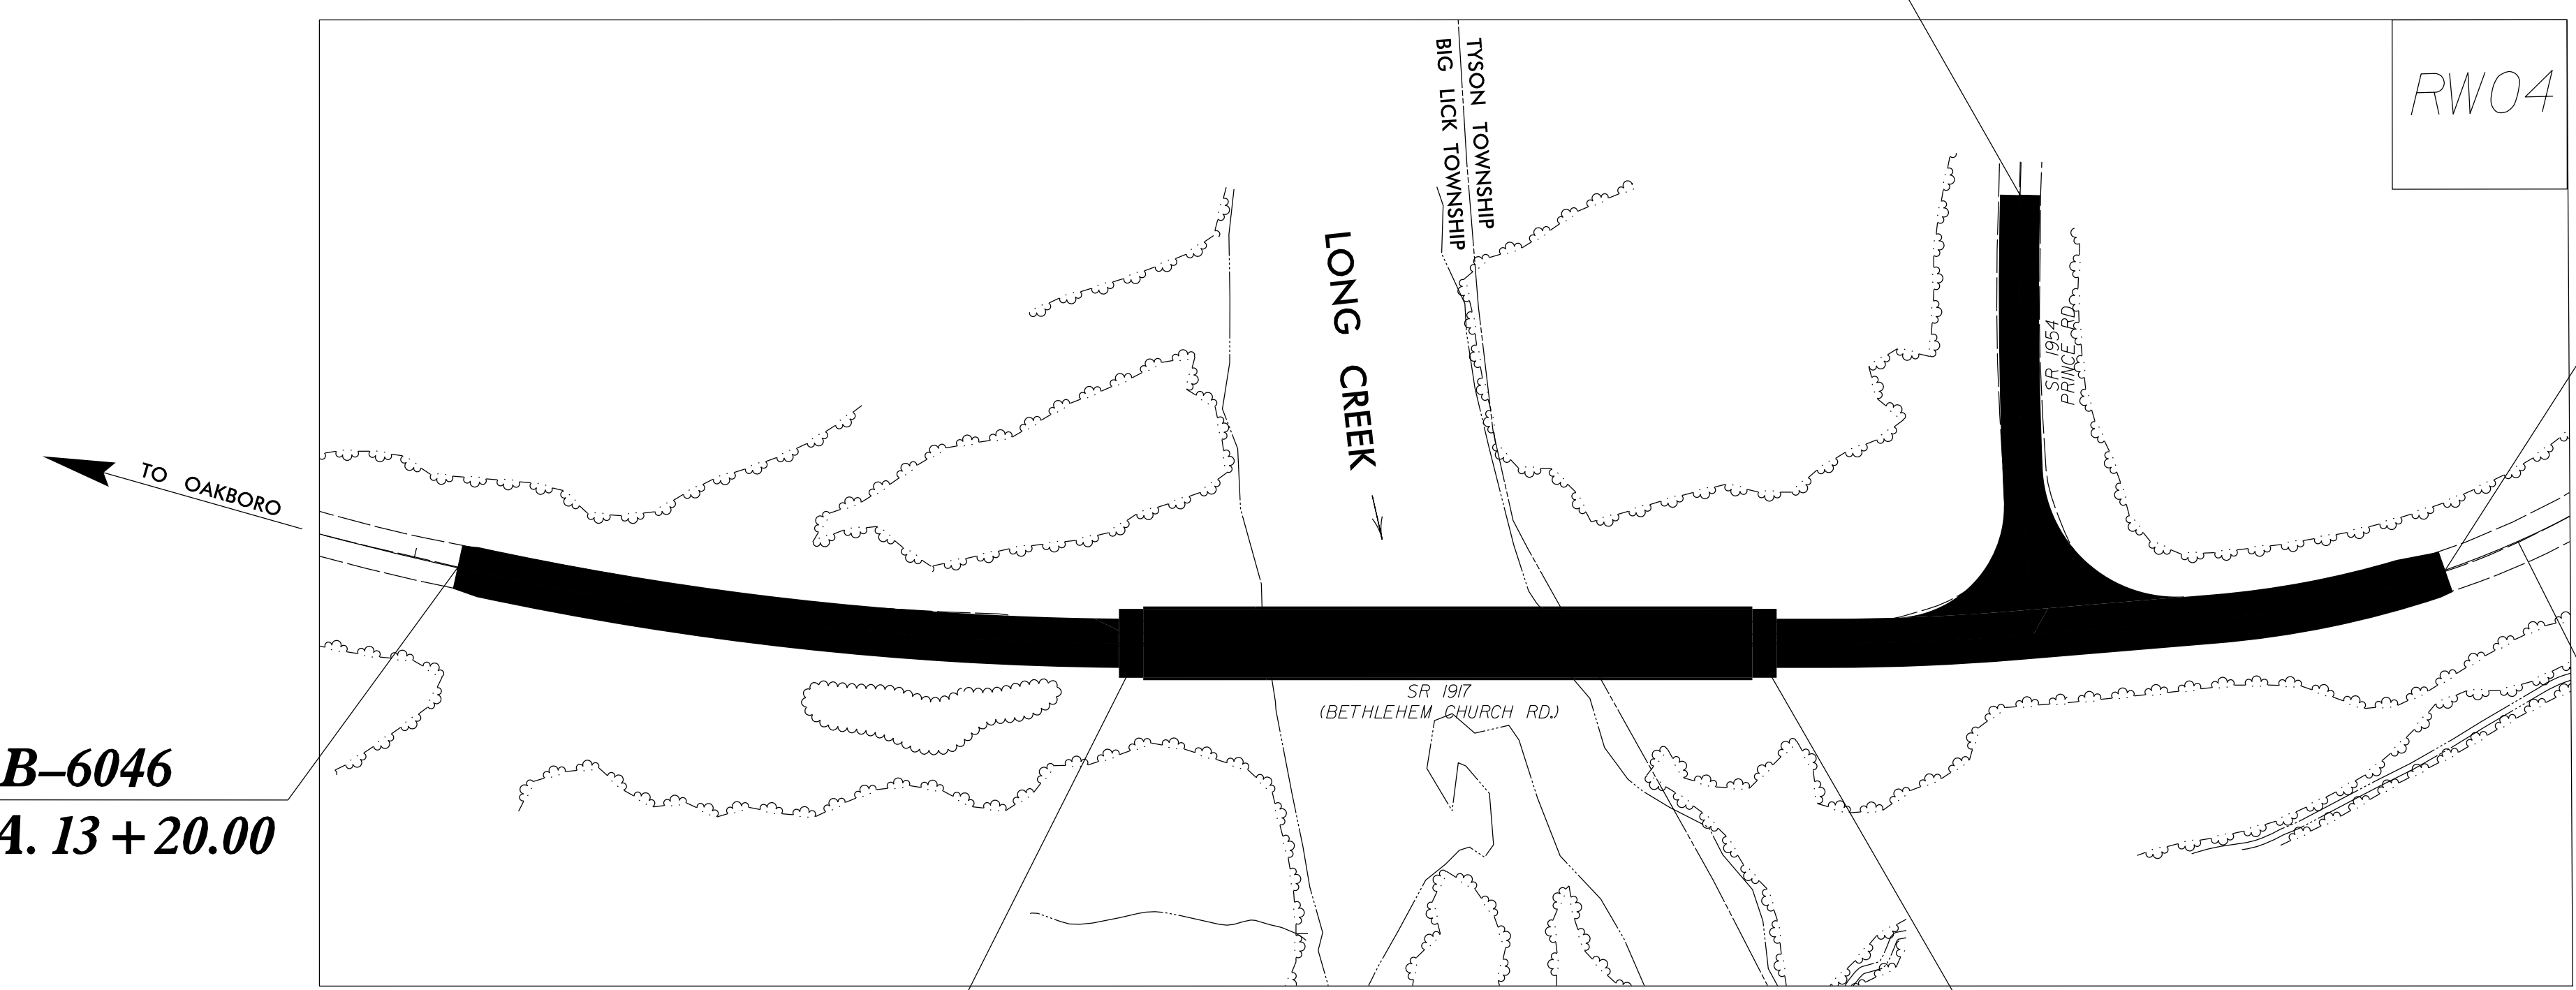 RW04
TYSON TOWNSHIP
BIG LICK TOWNSHIP
LONG CREEK
SR 1954
PRINCE RD.
TO OAKBORO
SR 1917
(BETHLEHEM CHURCH RD.)
B–6046
A. 13 + 20.00